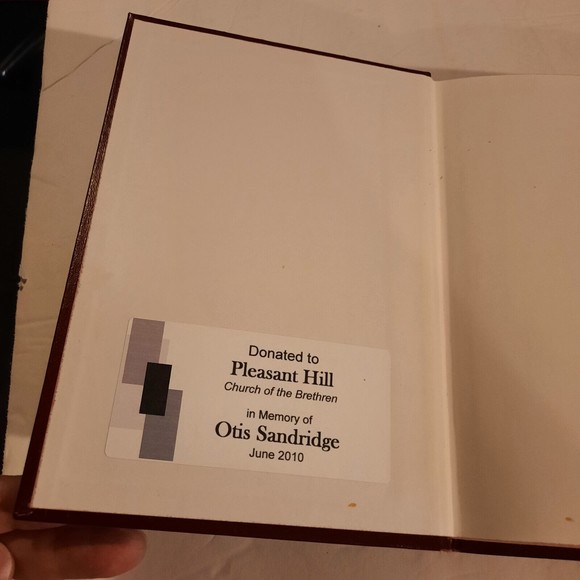 Donated to
Pleasant Hill
Church of the Brethren
in Memory of
Otis Sandridge
June 2010